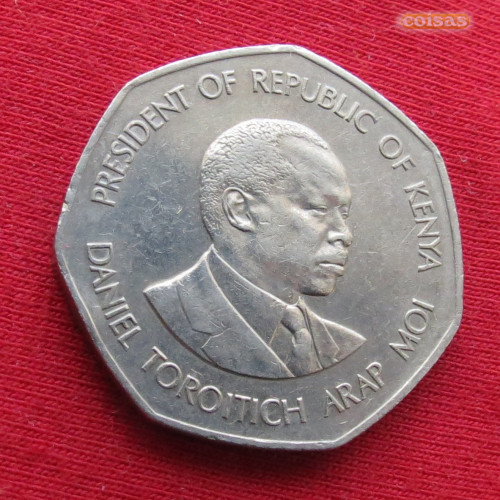 coisas
PRESIDENT OF REPUBLIC OF KENYA
DANIEL TOROITICH ARAP MOI